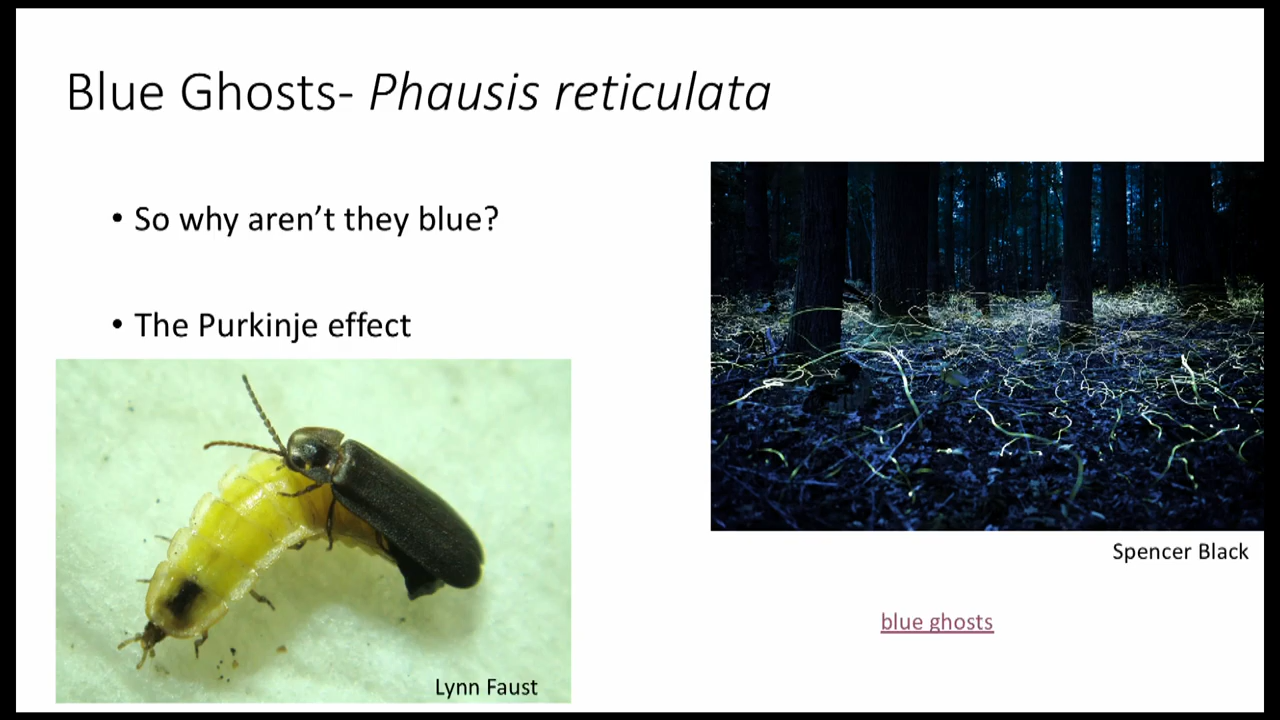 Blue Ghosts- Phausis reticulata
• So why aren’t they blue?
• The Purkinje effect
Lynn Faust
Spencer Black
blue ghosts